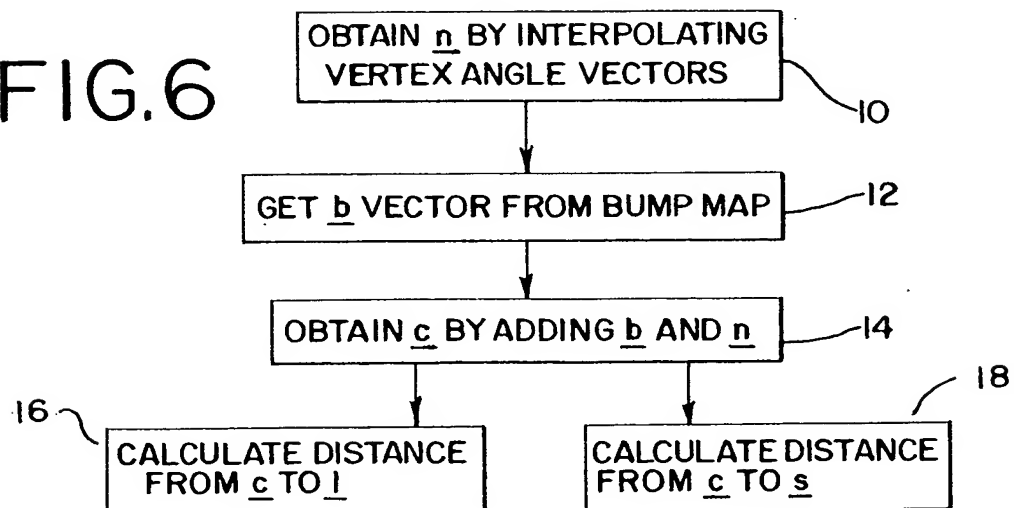 FIG.6
OBTAIN n BY INTERPOLATING
VERTEX ANGLE VECTORS
10
GET b VECTOR FROM BUMP MAP
12
OBTAIN c BY ADDING b AND n
14
16
CALCULATE DISTANCE
FROM c TO l
18
CALCULATE DISTANCE
FROM c TO s